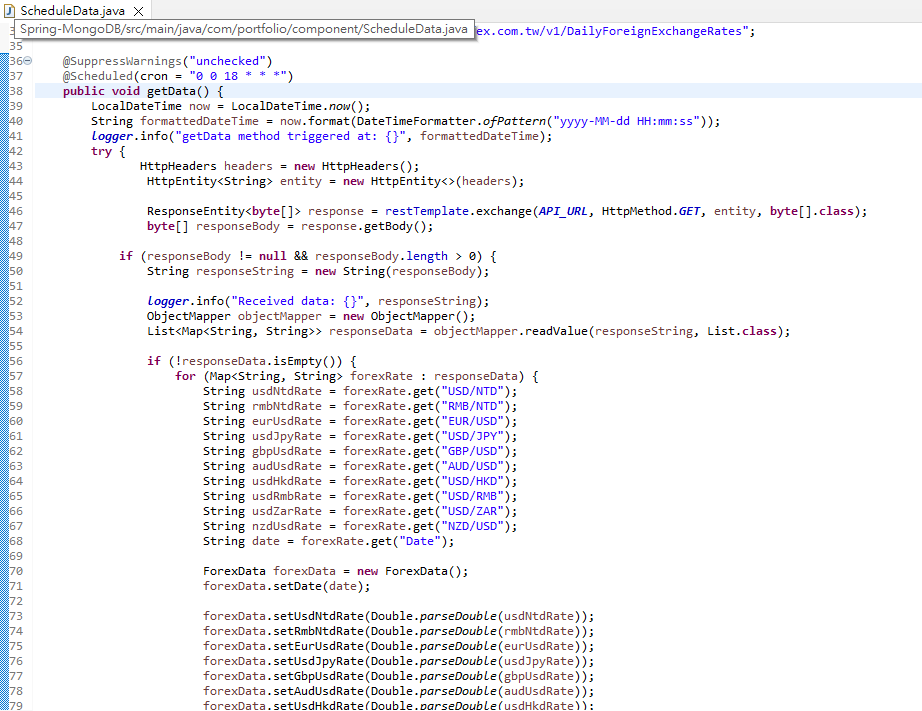 ScheduleData.java
Spring-MongoDB/src/main/java/com/portfolio/component/ScheduleData.java
ex.com.tw/v1/DailyForeignExchangeRates";
35
36 @SuppressWarnings("unchecked")
37 @Scheduled(cron = "0 0 18 * * *")
38 public void getData() {
39 LocalDateTime now = LocalDateTime.now();
40 String formattedDateTime = now.format(DateTimeFormatter.ofPattern("yyyy-MM-dd HH:mm:ss"));
41 logger.info("getData method triggered at: {}", formattedDateTime);
42 try {
43 HttpHeaders headers = new HttpHeaders();
44 HttpEntity<String> entity = new HttpEntity<>(headers);
45
46 ResponseEntity<byte[]> response = restTemplate.exchange(API_URL, HttpMethod.GET, entity, byte[].class);
47 byte[] responseBody = response.getBody();
48
49 if (responseBody != null && responseBody.length > 0) {
50 String responseString = new String(responseBody);
51
52 logger.info("Received data: {}", responseString);
53 ObjectMapper objectMapper = new ObjectMapper();
54 List<Map<String, String>> responseData = objectMapper.readValue(responseString, List.class);
55
56 if (!responseData.isEmpty()) {
57 for (Map<String, String> forexRate : responseData) {
58 String usdNtdRate = forexRate.get("USD/NTD");
59 String rmbNtdRate = forexRate.get("RMB/NTD");
60 String eurUsdRate = forexRate.get("EUR/USD");
61 String usdJpyRate = forexRate.get("USD/JPY");
62 String gbpUsdRate = forexRate.get("GBP/USD");
63 String audUsdRate = forexRate.get("AUD/USD");
64 String usdHkdRate = forexRate.get("USD/HKD");
65 String usdRmbRate = forexRate.get("USD/RMB");
66 String usdZarRate = forexRate.get("USD/ZAR");
67 String nzdUsdRate = forexRate.get("NZD/USD");
68 String date = forexRate.get("Date");
69
70 ForexData forexData = new ForexData();
71 forexData.setDate(date);
72
73 forexData.setUsdNtdRate(Double.parseDouble(usdNtdRate));
74 forexData.setRmbNtdRate(Double.parseDouble(rmbNtdRate));
75 forexData.setEurUsdRate(Double.parseDouble(eurUsdRate));
76 forexData.setUsdJpyRate(Double.parseDouble(usdJpyRate));
77 forexData.setGbpUsdRate(Double.parseDouble(gbpUsdRate));
78 forexData.setAudUsdRate(Double.parseDouble(audUsdRate));
79 forexData.setUsdHkdRate(Double.parseDouble(usdHkdRate));